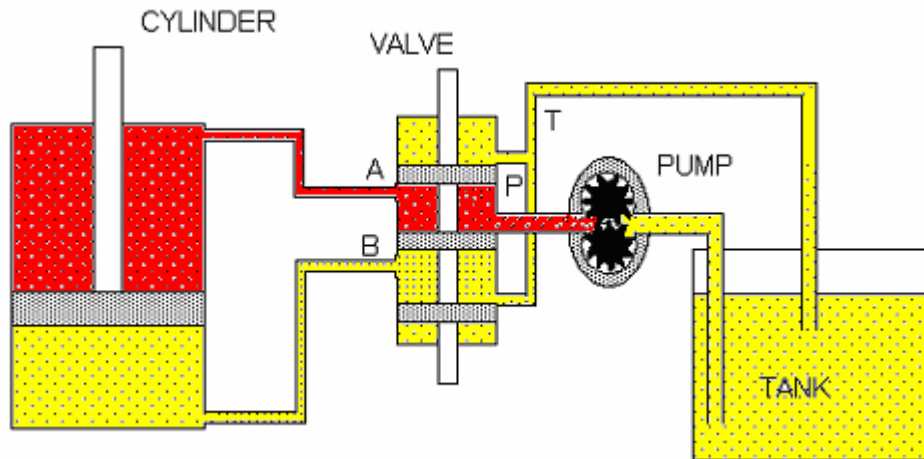 CYLINDER
VALVE
T
A
P
PUMP
B
TANK